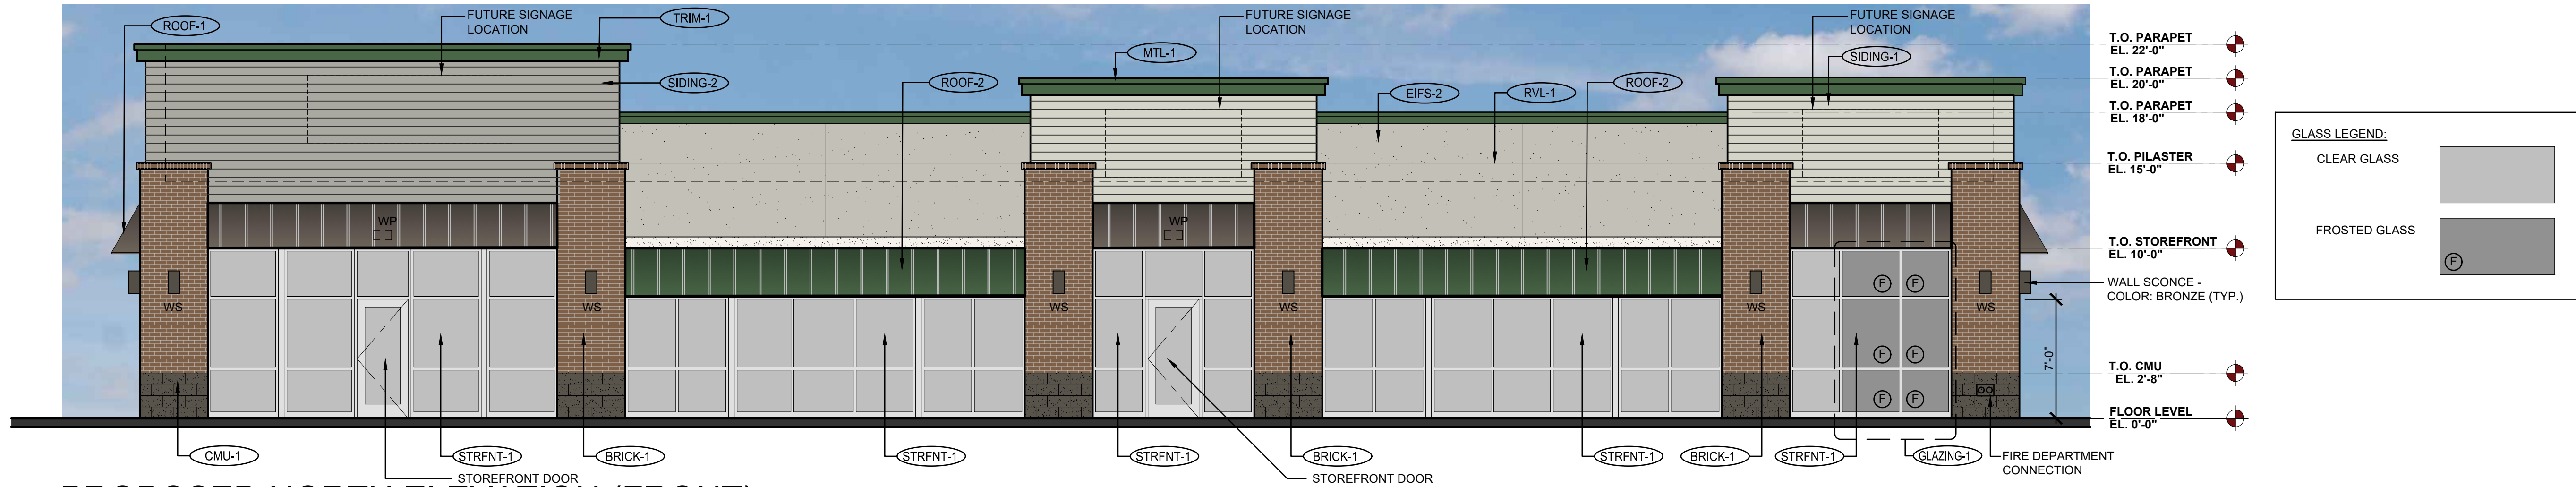 ROOF-1
FUTURE SIGNAGE
LOCATION
TRIM-1
SIDING-2
ROOF-2
MTL-1
FUTURE SIGNAGE
LOCATION
EIFS-2
RVL-1
ROOF-2
FUTURE SIGNAGE
LOCATION
SIDING-1
T.O. PARAPET
EL. 22'-0"
T.O. PARAPET
EL. 20'-0"
T.O. PARAPET
EL. 18'-0"
T.O. PILASTER
EL. 15'-0"
T.O. STOREFRONT
EL. 10'-0"
WALL SCONCE -
COLOR: BRONZE (TYP.)
7'-0"
T.O. CMU
EL. 2'-8"
FLOOR LEVEL
EL. 0'-0"
GLASS LEGEND:
CLEAR GLASS
FROSTED GLASS
F
WP
WP
WS
WS
WS
WS
WS
WS
F
F
F
F
F
F
CMU-1
STOREFRONT DOOR
STRFNT-1
BRICK-1
STRFNT-1
STRFNT-1
STOREFRONT DOOR
BRICK-1
STRFNT-1
BRICK-1
STRFNT-1
GLAZING-1
FIRE DEPARTMENT
CONNECTION
PROPOSED NORTH ELEVATION (FRONT)